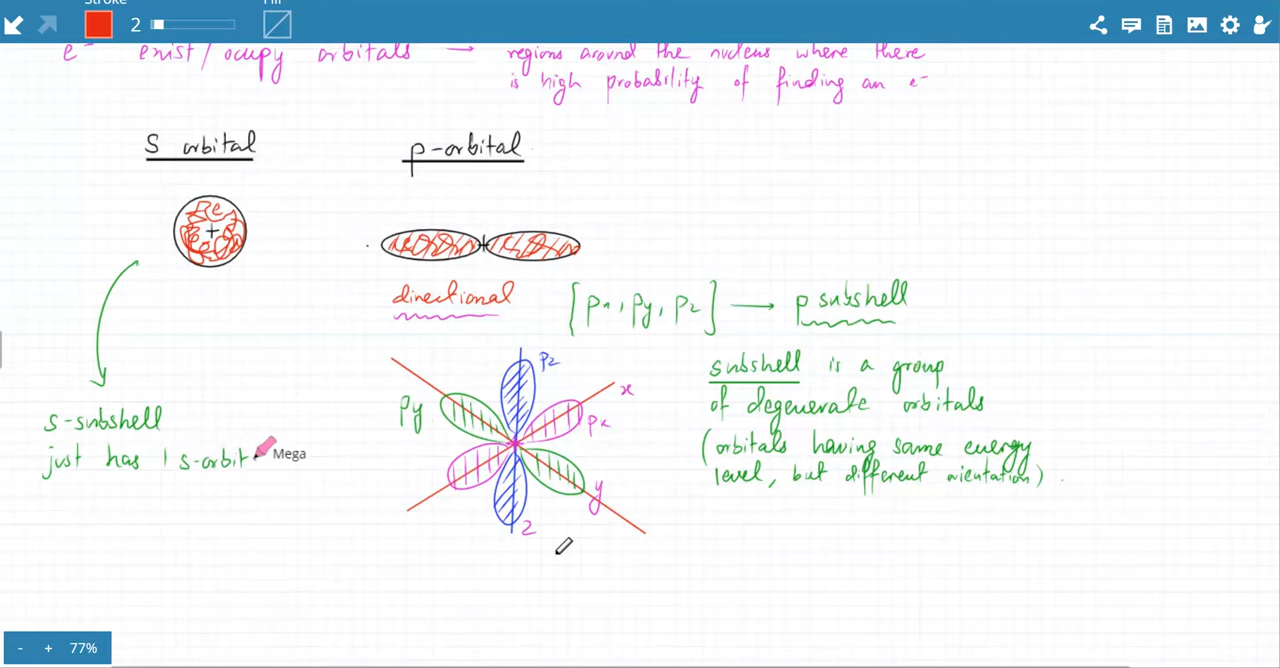 Stroke
Fill
2
e⁻ exist/ocupy orbitals → regions around the nucleus where there
is high probability of finding an e⁻
S orbital
p-orbital
+
directional
[px, py, pz] → p subshell
subshell is a group
of degenerate orbitals
(orbitals having same energy
level, but different orientation).
pz
x
py
px
y
z
s-subshell
just has 1 s-orbit
Mega
- + 77%